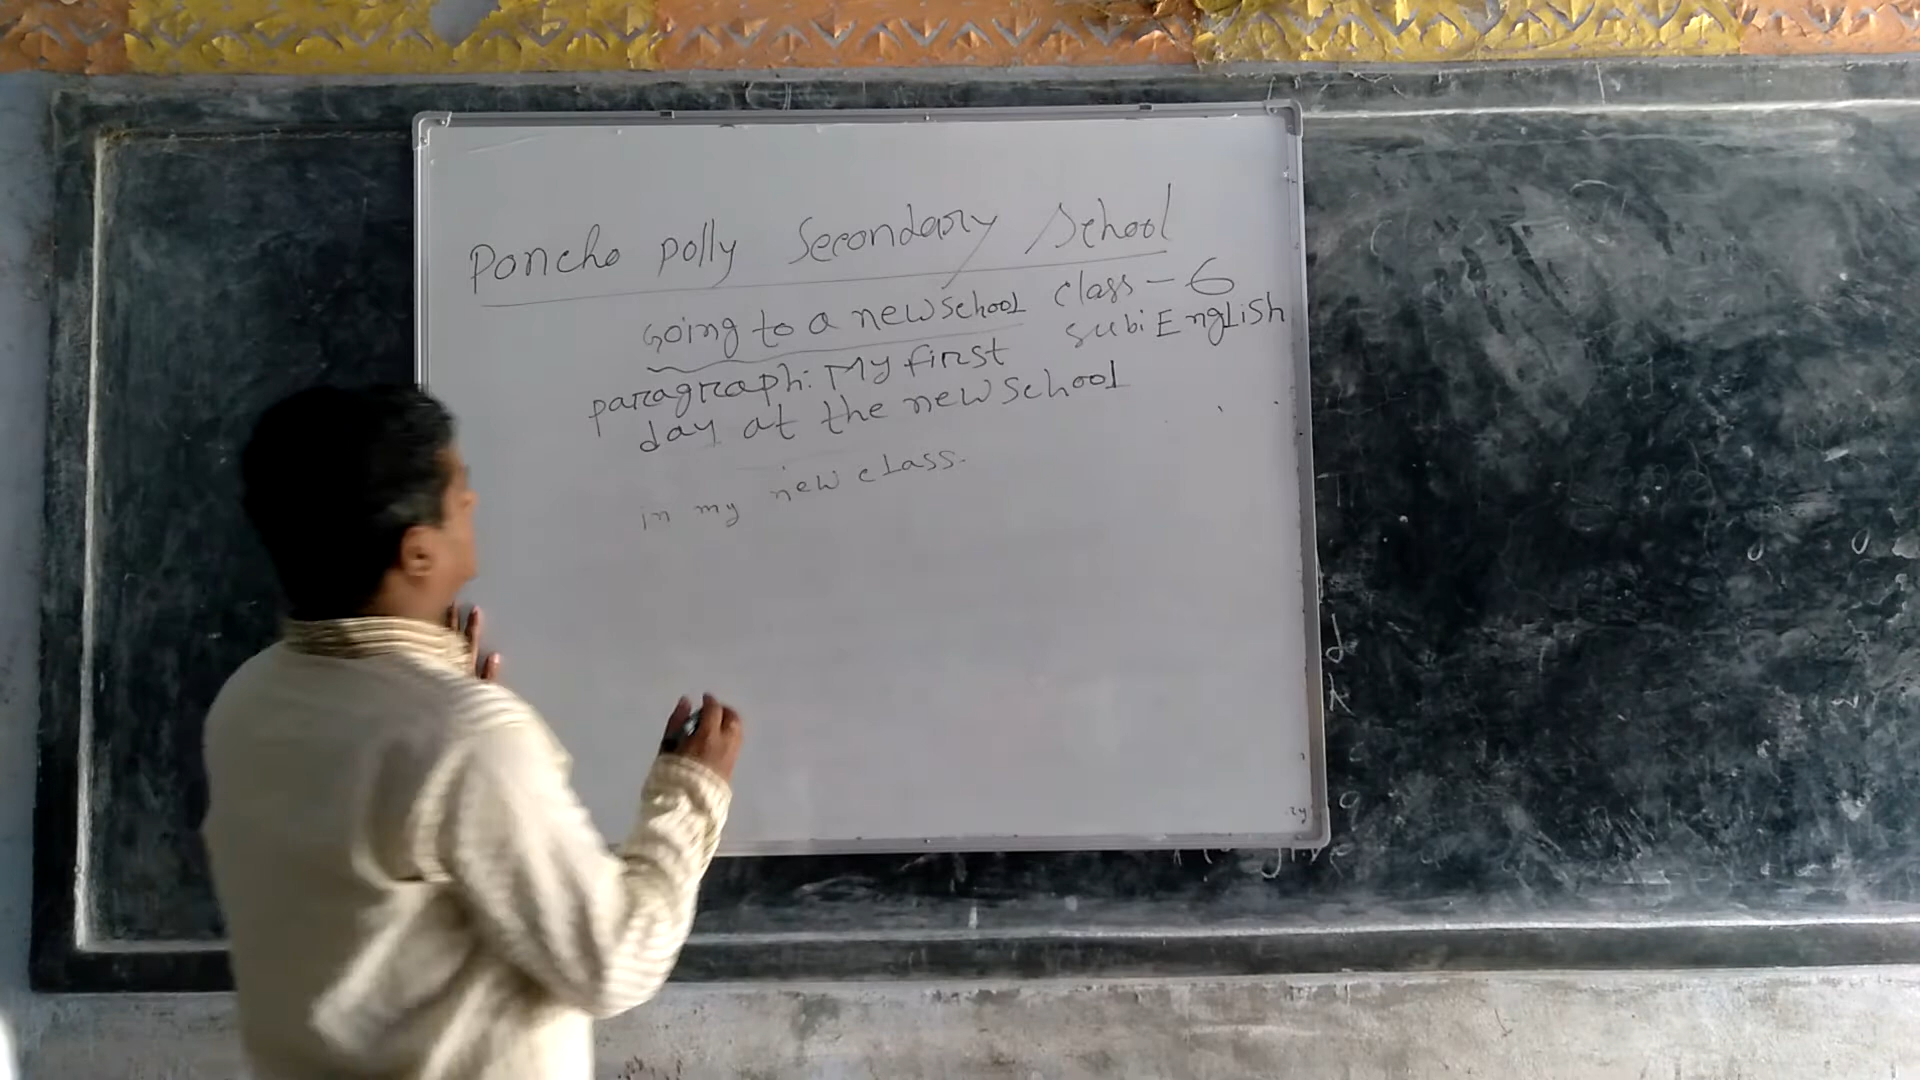 Poncho polly Secondary School
Going to a new school class - 6
sub: English
paragraph: My first
day at the new school
in my new class.